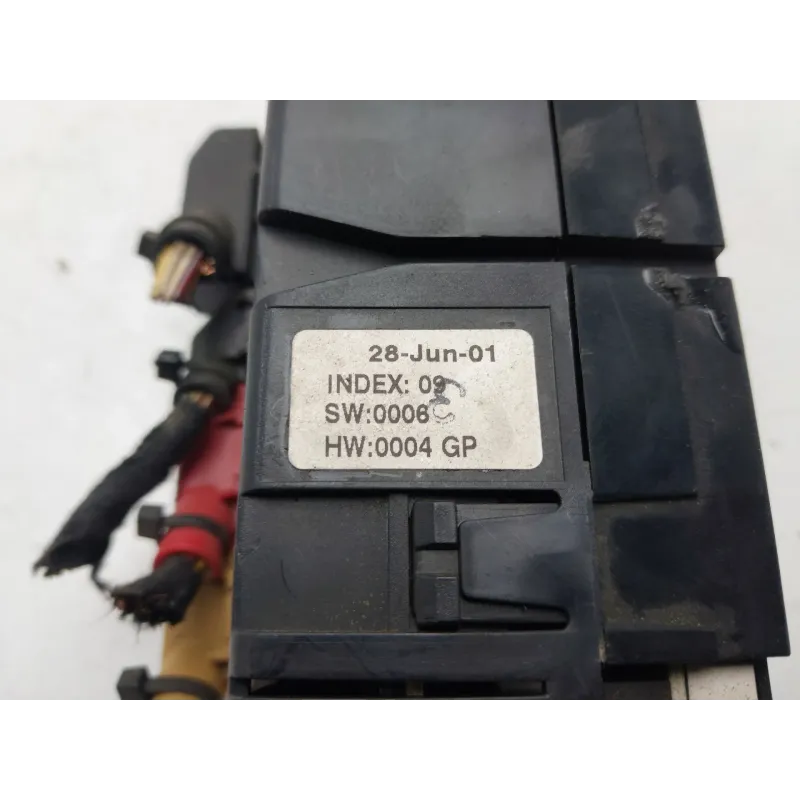 28-Jun-01
INDEX: 09
SW:0006
HW:0004 GP